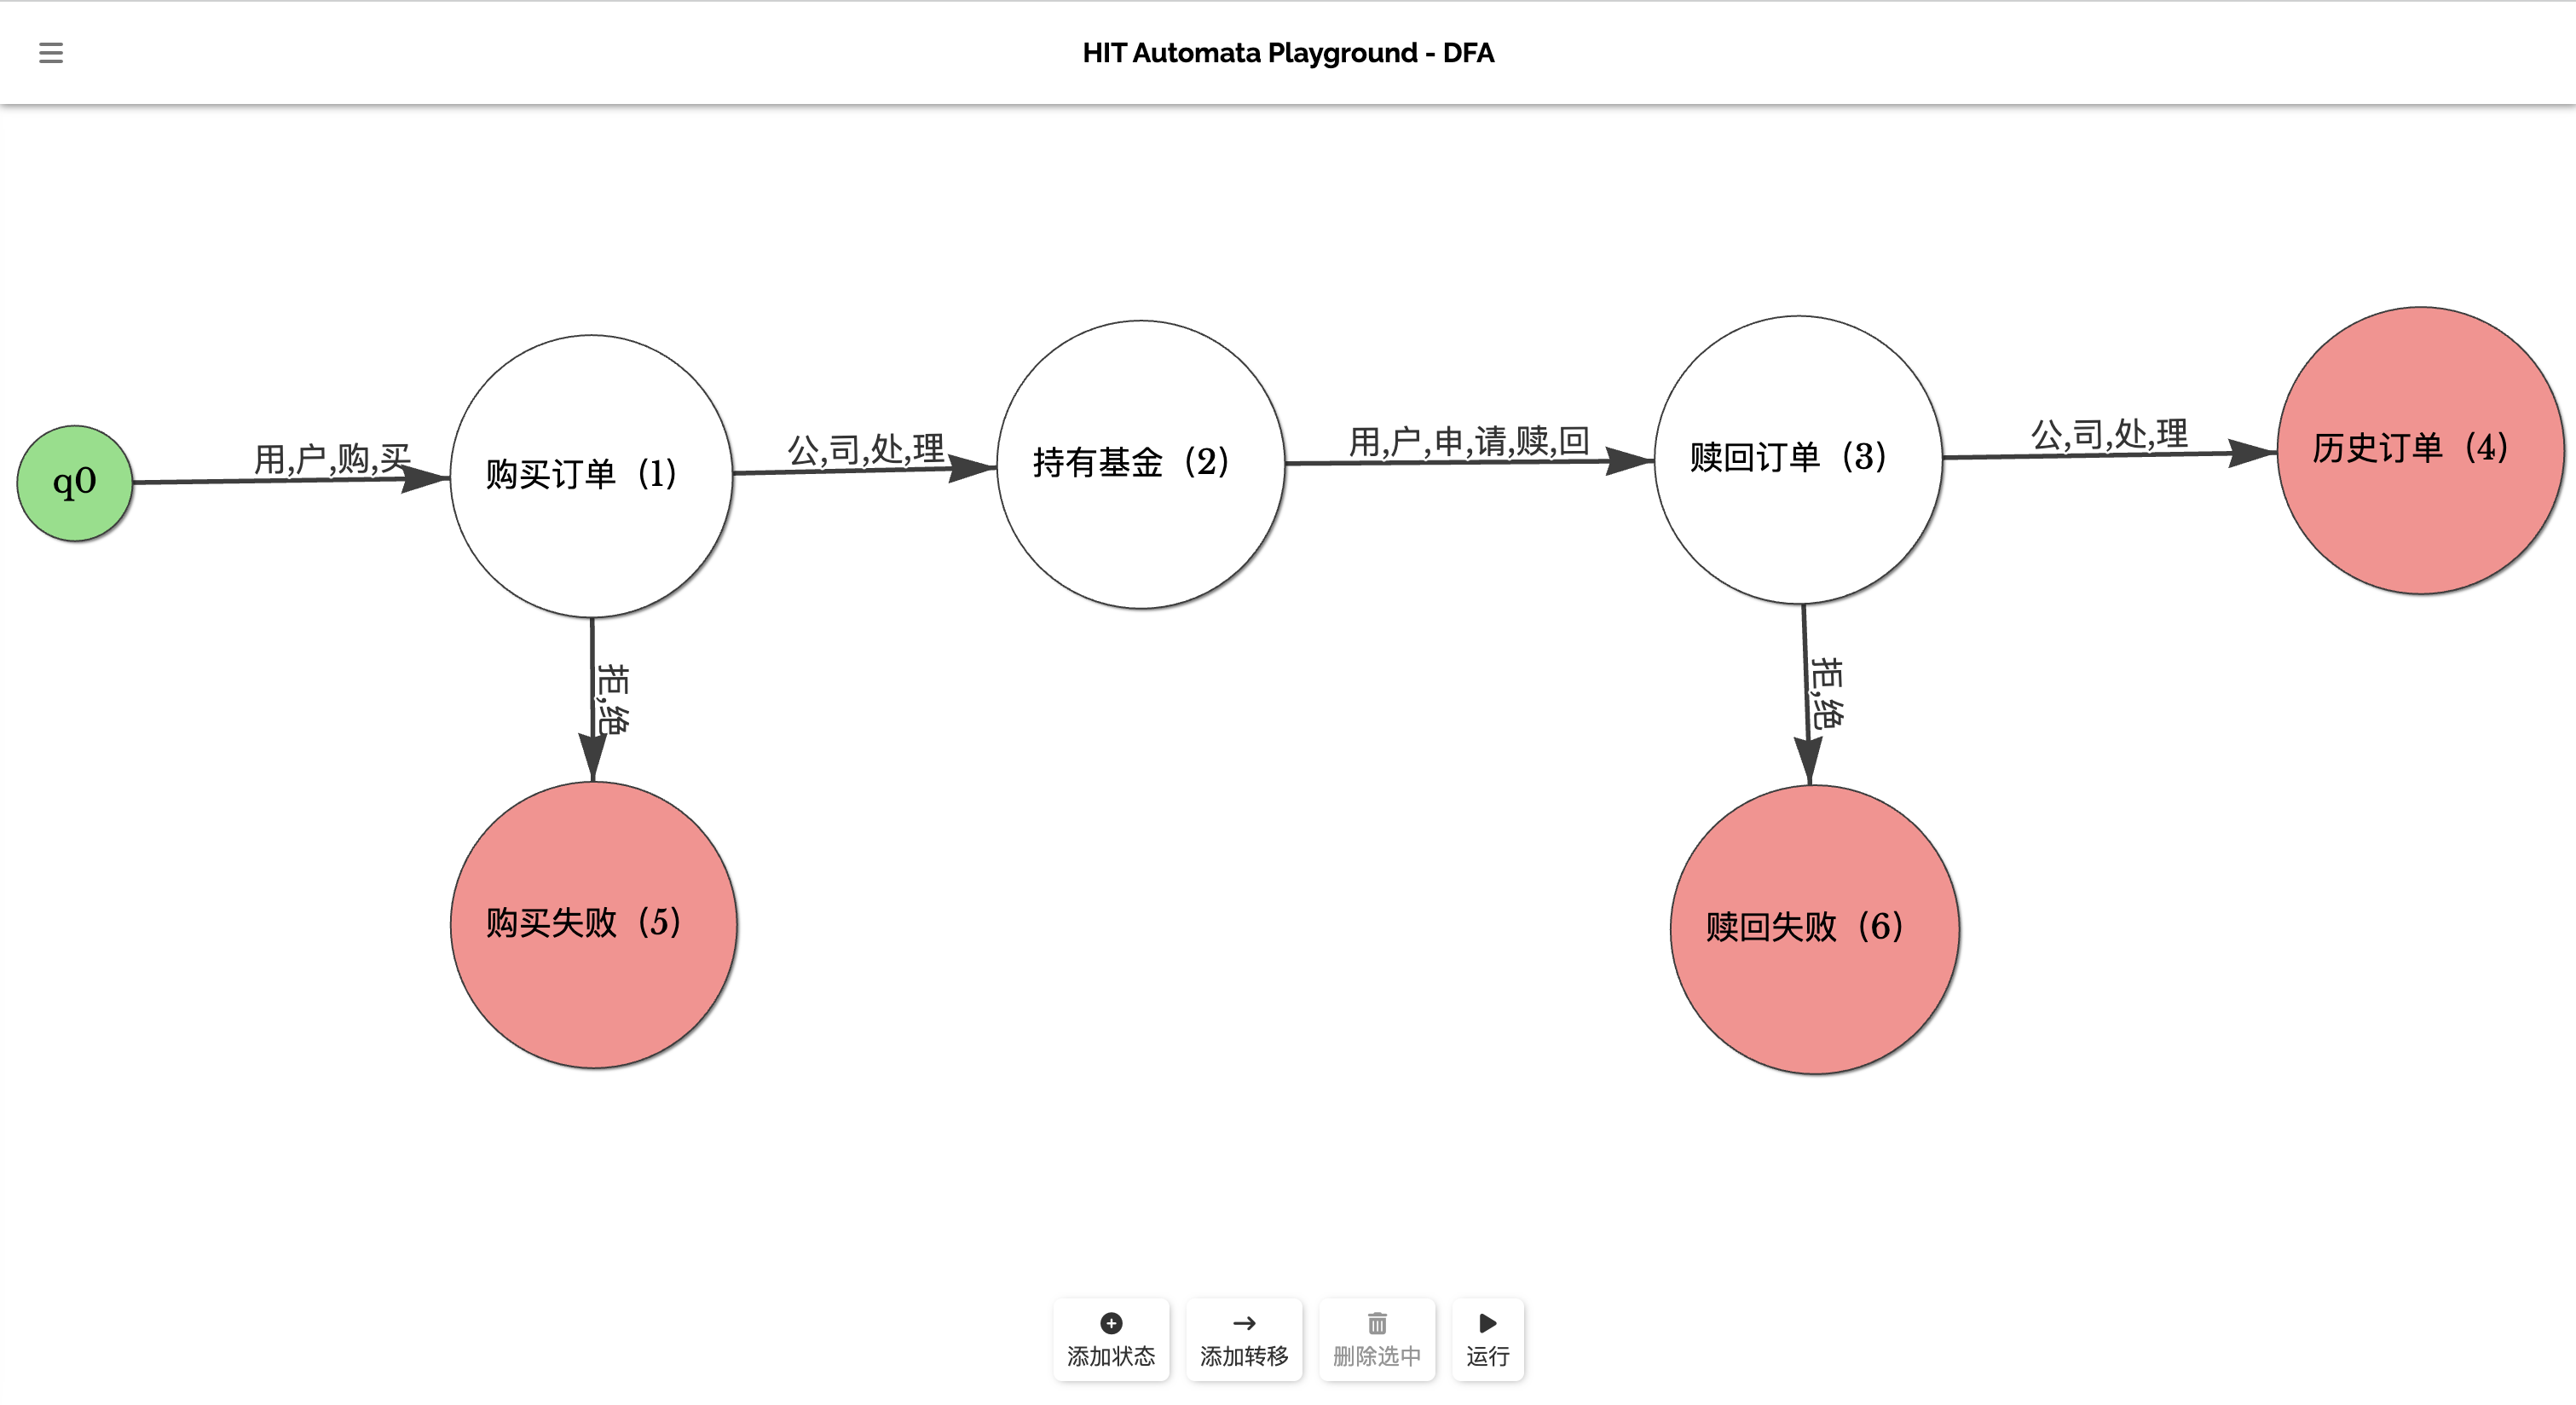 HIT Automata Playground - DFA
q0
用,户,购,买
购买订单（1）
公,司,处,理
持有基金（2）
用,户,申,请,赎,回
赎回订单（3）
公,司,处,理
历史订单（4）
拒,绝
拒,绝
购买失败（5）
赎回失败（6）
添加状态
添加转移
删除选中
运行